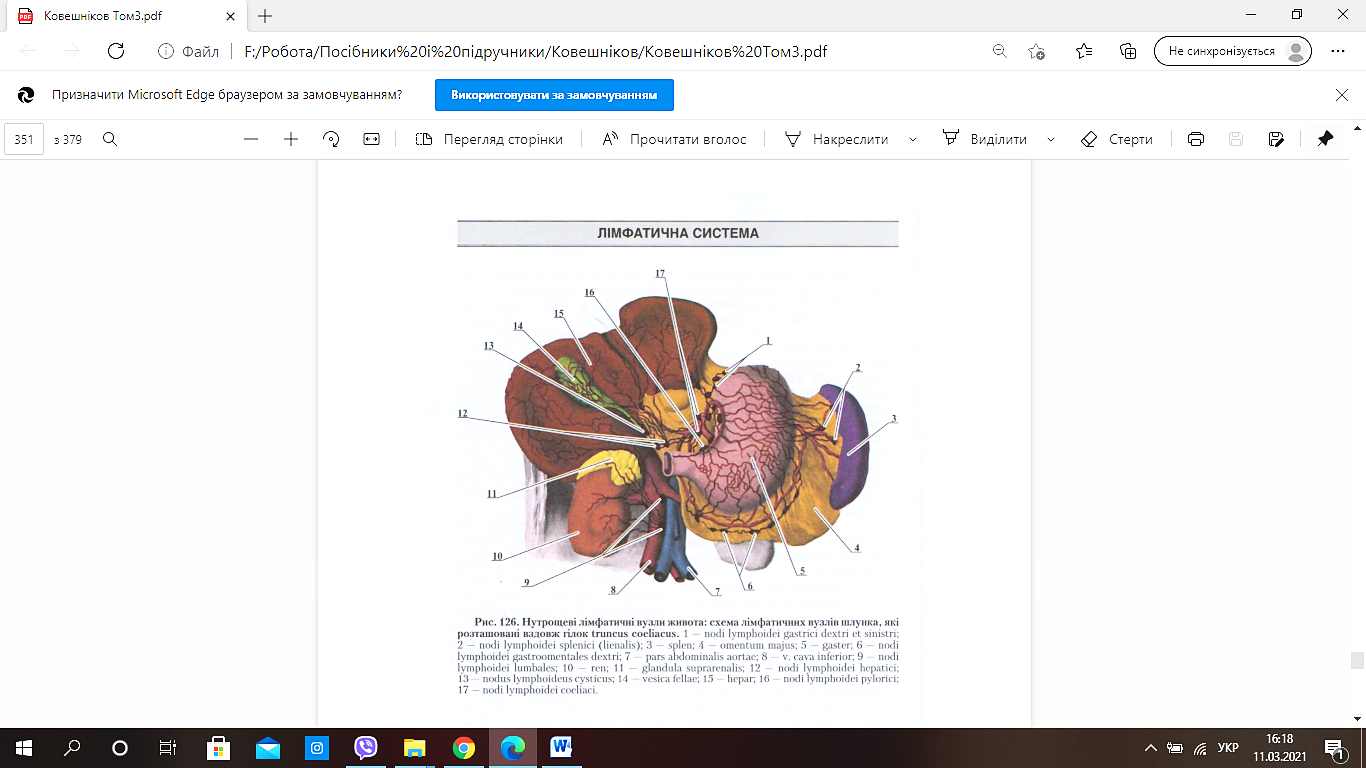 Ковешніков Том3.pdf
Файл F:/Робота/Посібники%20і%20підручники/Ковешніков/Ковешніков%20Том3.pdf Не синхронізується
Призначити Microsoft Edge браузером за замовчуванням? Використовувати за замовчуванням
351 з 379 Перегляд сторінки Прочитати вголос Накреслити Виділити Стерти
ЛІМФАТИЧНА СИСТЕМА
17
16
15
14
13
12
11
10
9
8
7
6
5
4
3
2
1
Рис. 126. Нутрощеві лімфатичні вузли живота: схема лімфатичних вузлів шлунка, які
розташовані вздовж гілок truncus coeliacus. 1 — nodi lymphoidei gastrici dextri et sinistri;
2 — nodi lymphoidei splenici (lienalis); 3 — splen; 4 — omentum majus; 5 — gaster; 6 — nodi
lymphoidei gastroomentales dextri; 7 — pars abdominalis aortae; 8 — v. cava inferior; 9 — nodi
lymphoidei lumbales; 10 — ren; 11 — glandula suprarenalis; 12 — nodi lymphoidei hepatici;
13 — nodus lymphoideus cysticus; 14 — vesica fellae; 15 — hepar; 16 — nodi lymphoidei pylorici;
17 — nodi lymphoidei coeliaci.
УКР
16:18
11.03.2021
1